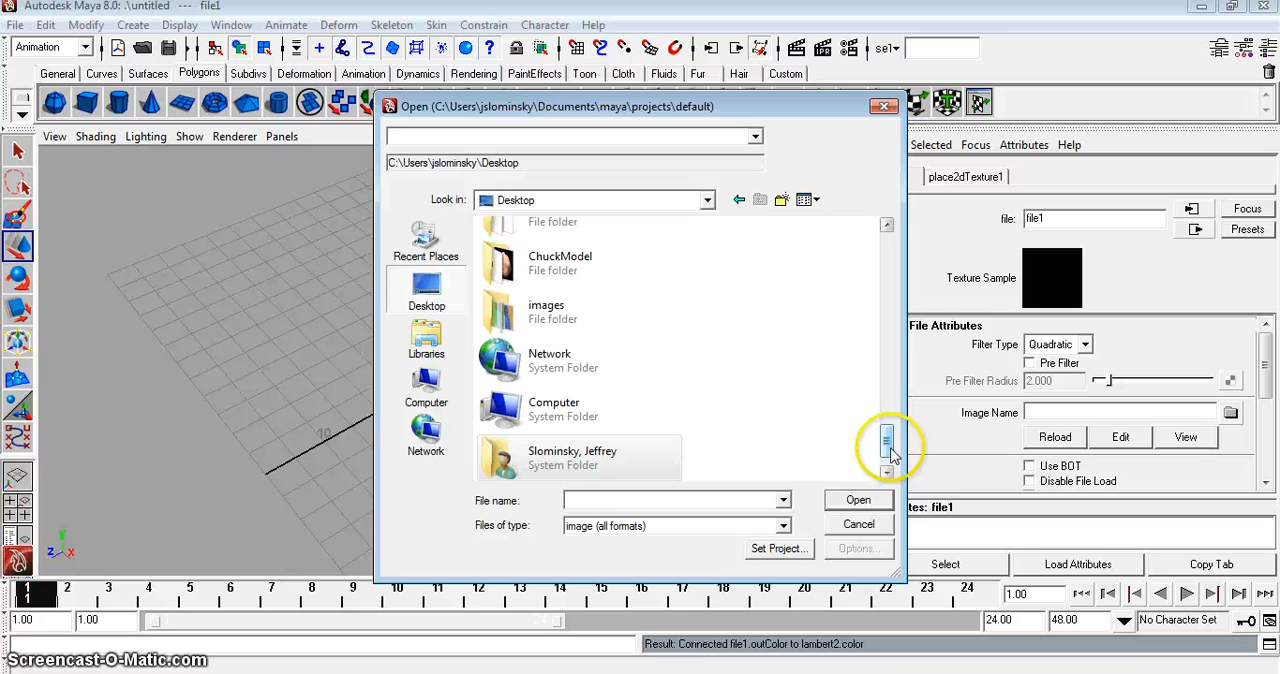 Autodesk Maya 8.0: .\untitled --- file1
File Edit Modify Create Display Window Animate Deform Skeleton Skin Constrain Character Help
Animation sel
General Curves Surfaces Polygons Subdivs Deformation Animation Dynamics Rendering PaintEffects Toon Cloth Fluids Fur Hair Custom
View Shading Lighting Show Renderer Panels
10
z x y
Open (C:\Users\jslominsky\Documents\maya\projects\default)
C:\Users\jslominsky\Desktop
Look in: Desktop
Recent Places
Desktop
Libraries
Computer
Network
File folder
ChuckModel
File folder
images
File folder
Network
System Folder
Computer
System Folder
Slominsky, Jeffrey
System Folder
File name: Open
Files of type: image (all formats) Cancel
Set Project... Options...
Selected Focus Attributes Help
place2dTexture1
file: file1 Focus
Presets
Texture Sample
File Attributes
Filter Type Quadratic
Pre Filter
Pre Filter Radius 2.000
Image Name
Reload Edit View
Use BOT
Disable File Load
tes: file1
Select Load Attributes Copy Tab
1 2 3 4 5 6 7 8 9 10 11 12 13 14 15 16 17 18 19 20 21 22 23 24 1.00
1
1.00 1.00 24.00 48.00 No Character Set
Result: Connected file1.outColor to lambert2.color
Screencast-O-Matic.com